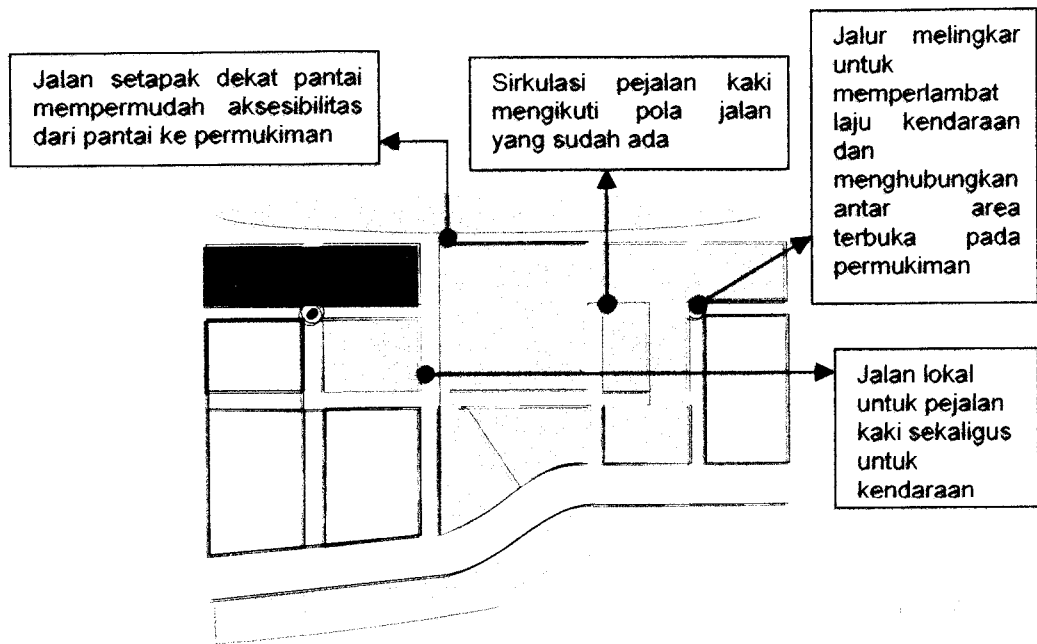 Jalan setapak dekat pantai
mempermudah aksesibilitas
dari pantai ke permukiman
Sirkulasi pejalan kaki
mengikuti pola jalan
yang sudah ada
Jalur melingkar
untuk
memperlambat
laju kendaraan
dan
menghubungkan
antar area
terbuka pada
permukiman
Jalan lokal
untuk pejalan
kaki sekaligus
untuk
kendaraan